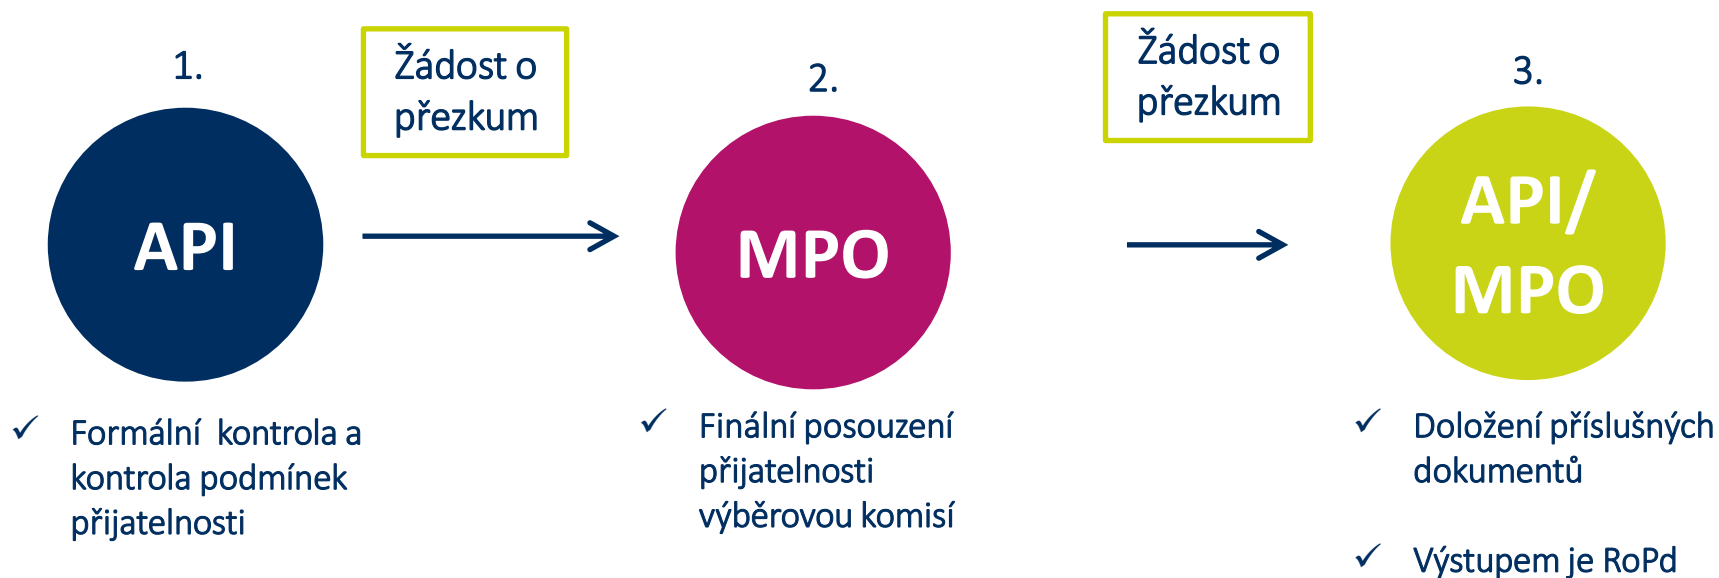 1.
API
✓ Formální kontrola a
kontrola podmínek
přijatelnosti
Žádost o
přezkum
2.
MPO
✓ Finální posouzení
přijatelnosti
výběrovou komisí
Žádost o
přezkum
3.
API/
MPO
✓ Doložení příslušných
dokumentů
✓ Výstupem je RoPd